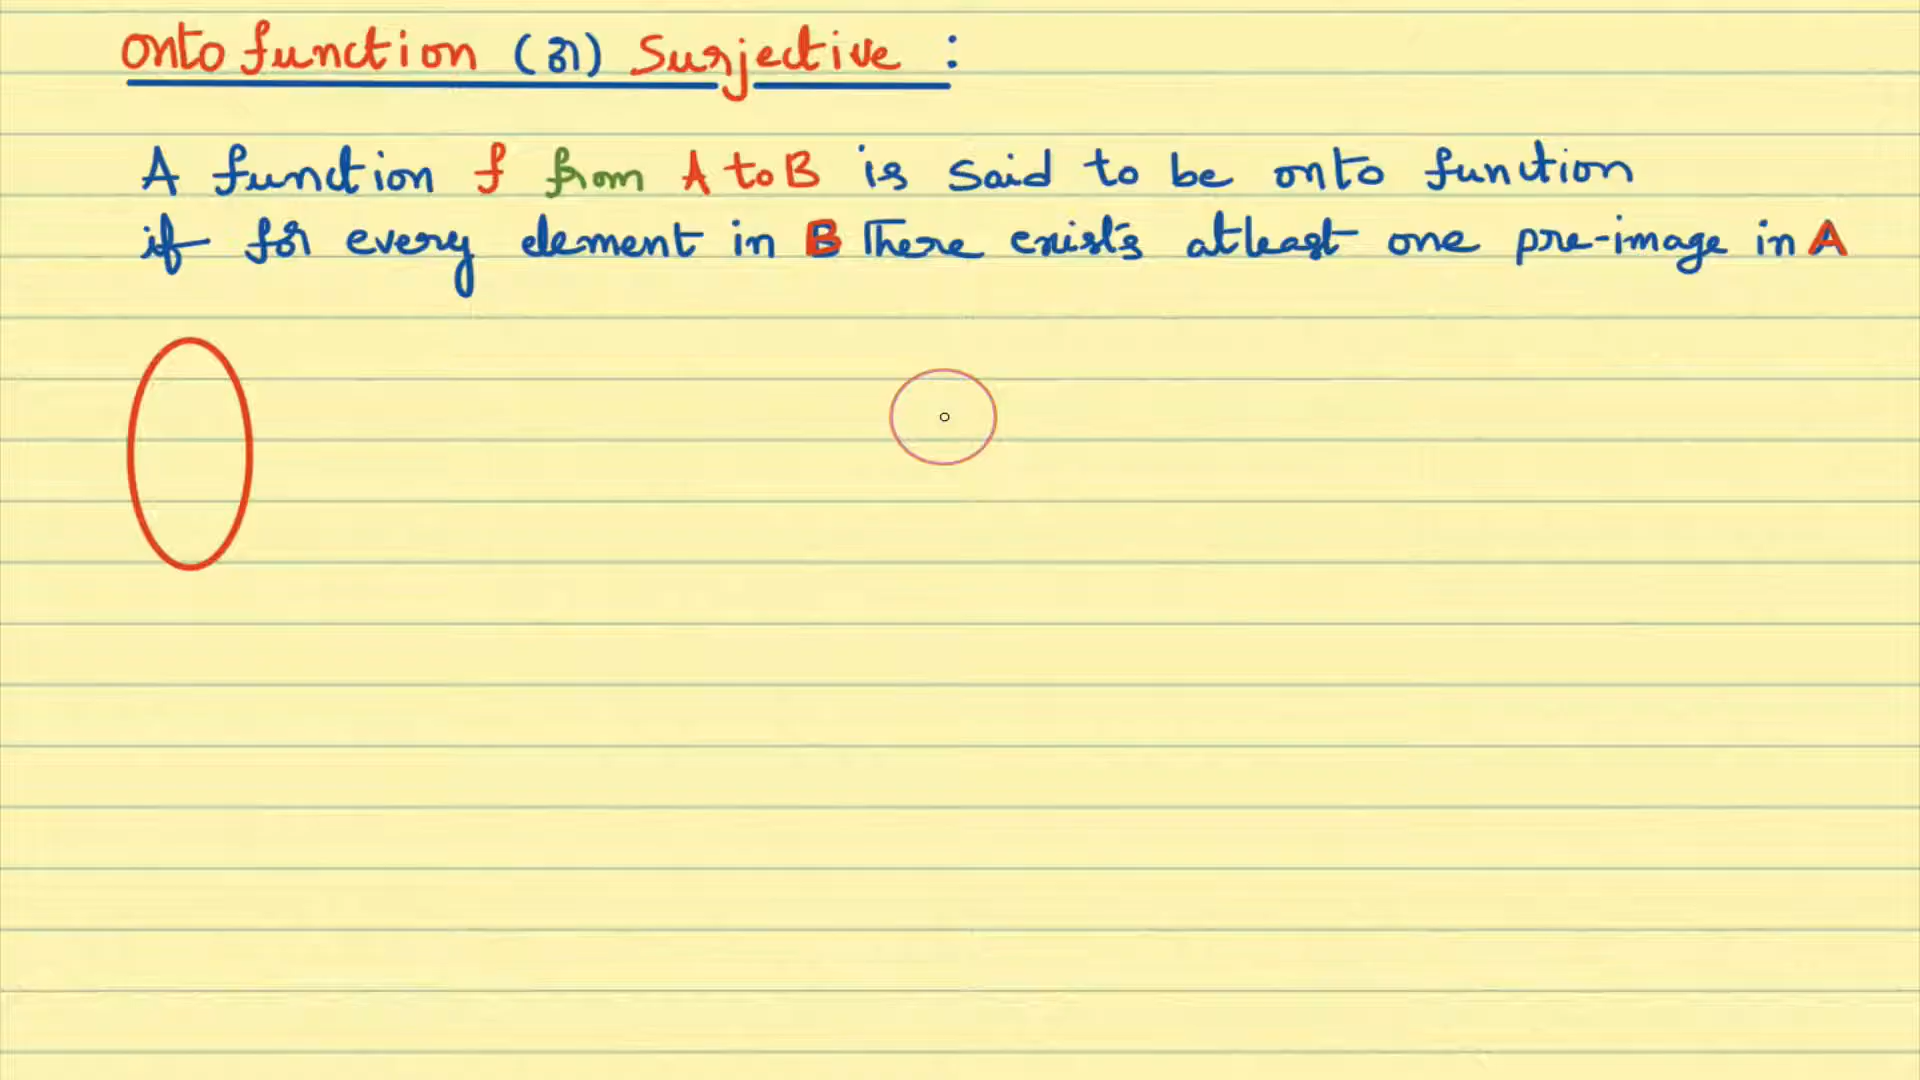 onto function (or) Surjective :
A function f from A to B is said to be onto function
if for every element in B There exists atleast one pre-image in A